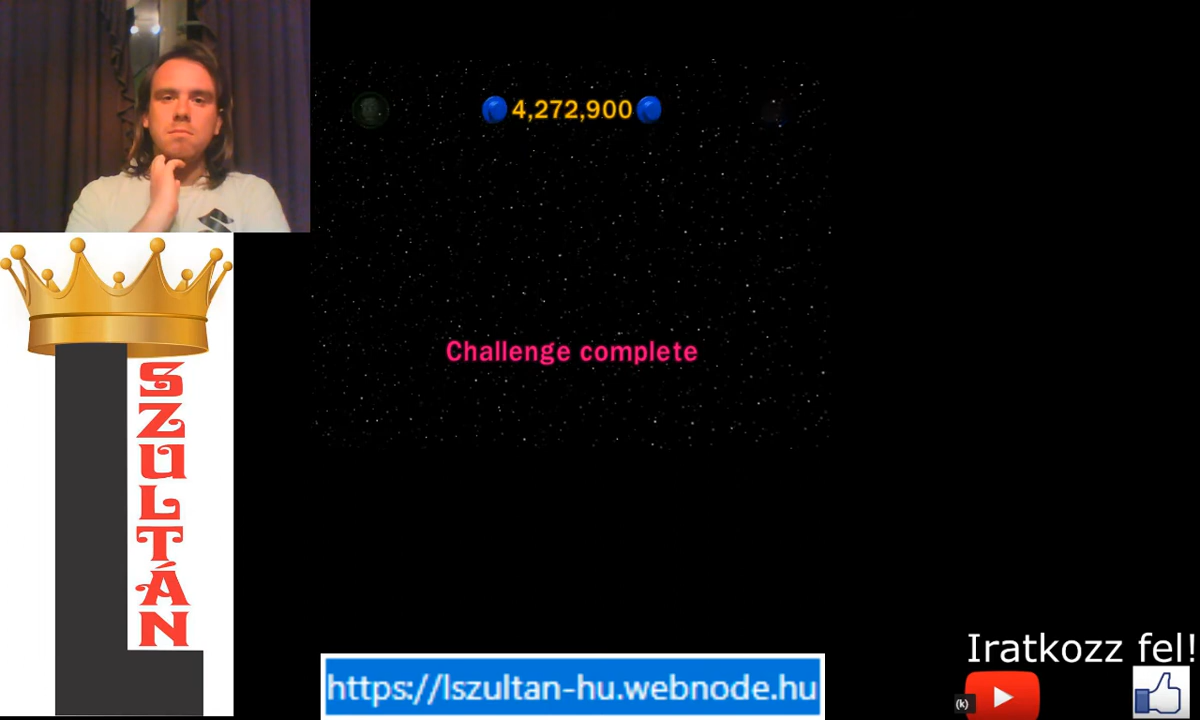 4,272,900
Challenge complete
SZULTÁN
https://lszultan-hu.webnode.hu
Iratkozz fel!
(k)